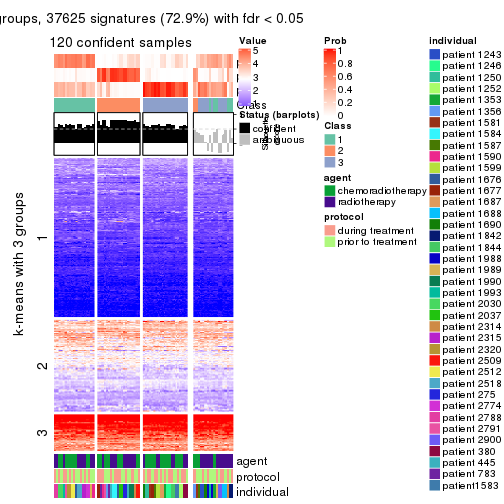 groups, 37625 signatures (72.9%) with fdr < 0.05
120 confident samples
k-means with 3 groups
1
2
3
agent
protocol
individual
Value
5
4
3
2
1
Status (barplots)
confident
ambiguous
Prob
1
0.8
0.6
0.4
0.2
0
Class
1
2
3
agent
chemoradiotherapy
radiotherapy
protocol
during treatment
prior to treatment
individual
patient 1243
patient 1246
patient 1250
patient 1252
patient 1353
patient 1356
patient 1581
patient 1584
patient 1587
patient 1590
patient 1599
patient 1676
patient 1677
patient 1687
patient 1688
patient 1690
patient 1842
patient 1844
patient 1988
patient 1989
patient 1990
patient 1993
patient 2030
patient 2037
patient 2314
patient 2315
patient 2320
patient 2509
patient 2512
patient 2518
patient 275
patient 2774
patient 2788
patient 2791
patient 2900
patient 380
patient 445
patient 783
patient1583